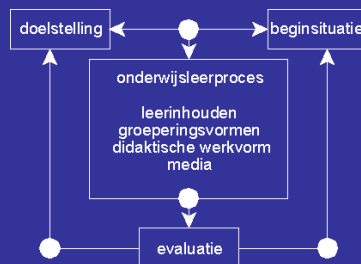 doelstelling
beginsituatie
onderwijsleerproces
leerinhouden
groeperingsvormen
didaktische werkvorm
media
evaluatie